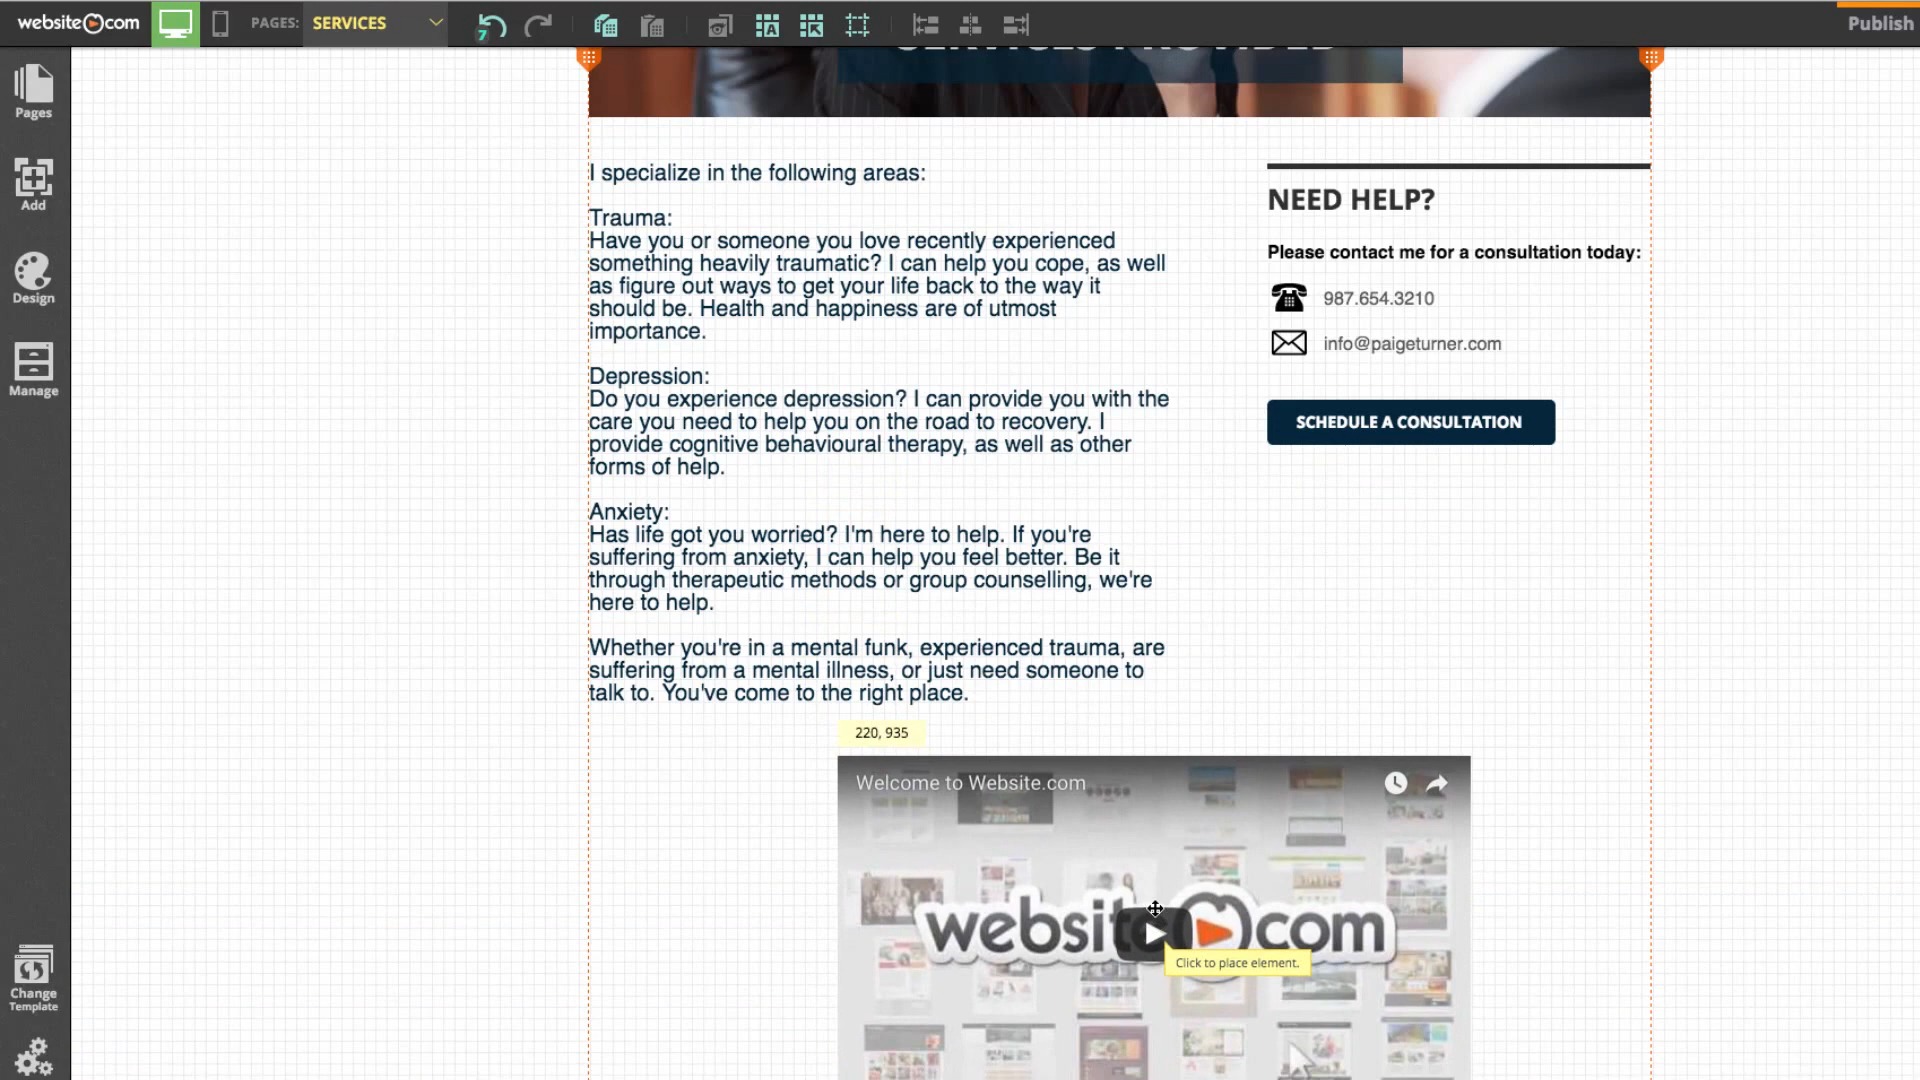 website.com
PAGES: SERVICES
7
Publish
SERVICES PROVIDED
Pages
Add
Design
Manage
Change
Template
I specialize in the following areas:
Trauma:
Have you or someone you love recently experienced
something heavily traumatic? I can help you cope, as well
as figure out ways to get your life back to the way it
should be. Health and happiness are of utmost
importance.
Depression:
Do you experience depression? I can provide you with the
care you need to help you on the road to recovery. I
provide cognitive behavioural therapy, as well as other
forms of help.
Anxiety:
Has life got you worried? I'm here to help. If you're
suffering from anxiety, I can help you feel better. Be it
through therapeutic methods or group counselling, we're
here to help.
Whether you're in a mental funk, experienced trauma, are
suffering from a mental illness, or just need someone to
talk to. You've come to the right place.
NEED HELP?
Please contact me for a consultation today:
987.654.3210
info@paigeturner.com
SCHEDULE A CONSULTATION
220, 935
Welcome to Website.com
website.com
Click to place element.